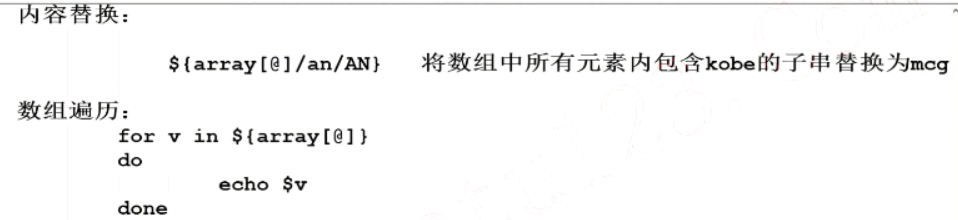 内容替换：
${array[@]/an/AN} 将数组中所有元素内包含kobe的子串替换为mcg
数组遍历：
for v in ${array[@]}
do
echo $v
done